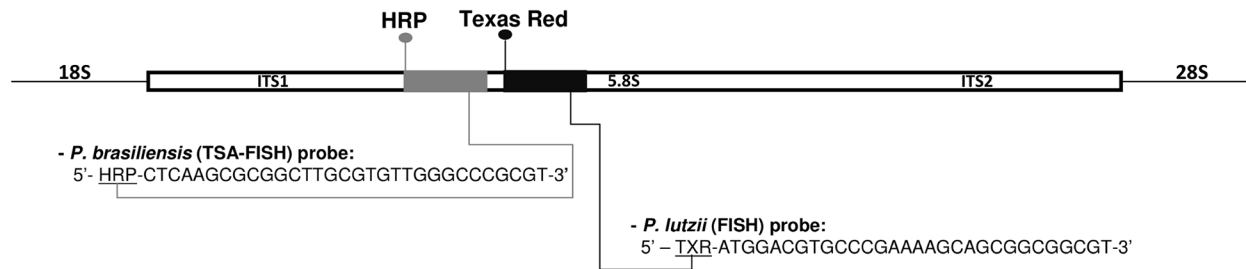 HRP Texas Red
18S ITS1 5.8S ITS2 28S
- P. brasiliensis (TSA-FISH) probe:
5'- HRP-CTCAAGCGCGGCTTGCGTGTTGGGCCCGCGT-3'
- P. lutzii (FISH) probe:
5' – TXR-ATGGACGTGCCCGAAAAGCAGCGGCGGCGT-3'